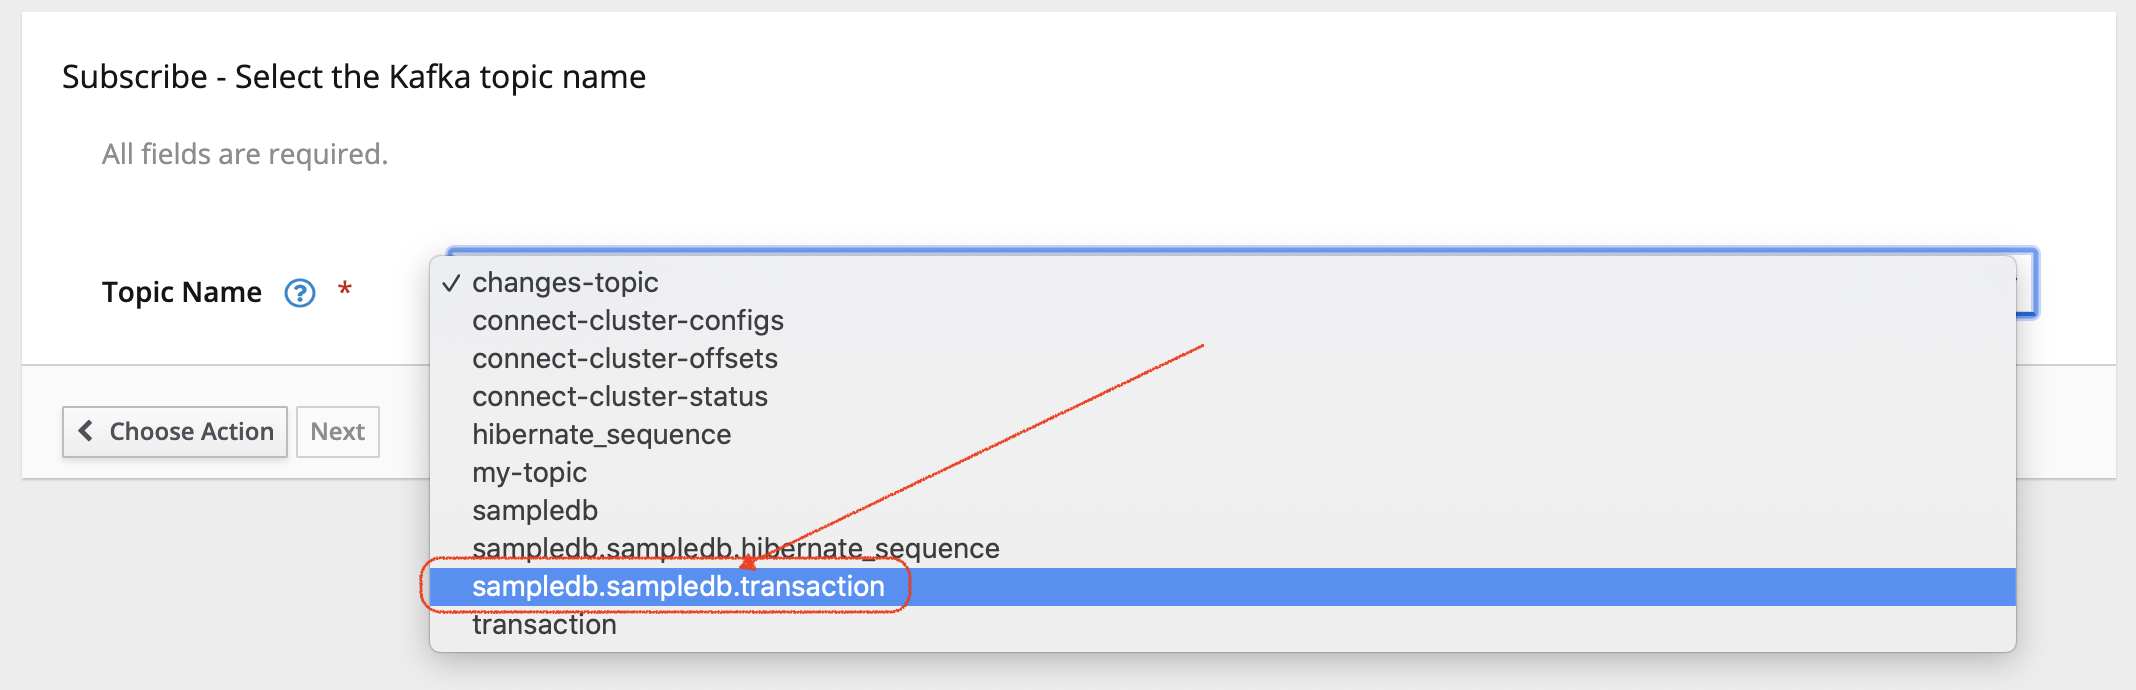 Subscribe - Select the Kafka topic name
All fields are required.
Topic Name ? *
✓ changes-topic
connect-cluster-configs
connect-cluster-offsets
connect-cluster-status
hibernate_sequence
my-topic
sampledb
sampledb.sampledb.hibernate_sequence
sampledb.sampledb.transaction
transaction
Choose Action
Next